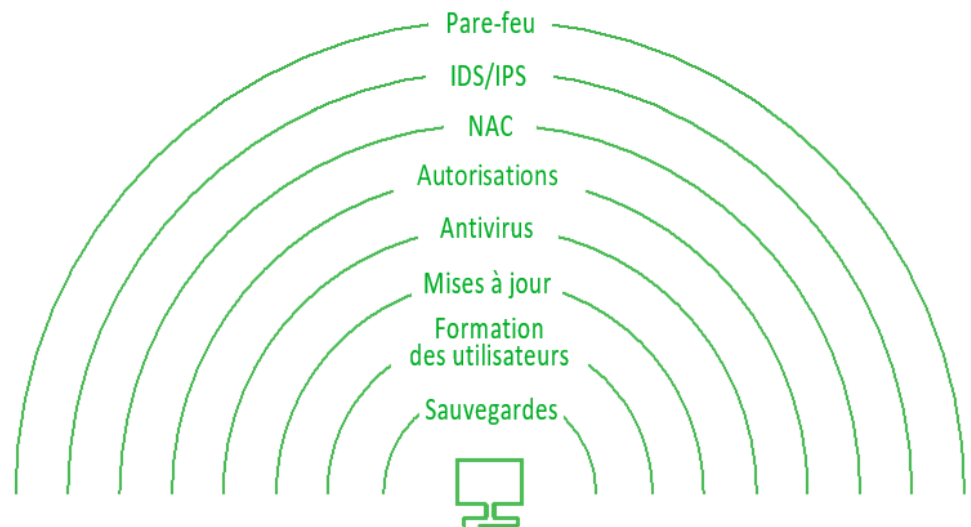 Pare-feu
IDS/IPS
NAC
Autorisations
Antivirus
Mises à jour
Formation
des utilisateurs
Sauvegardes